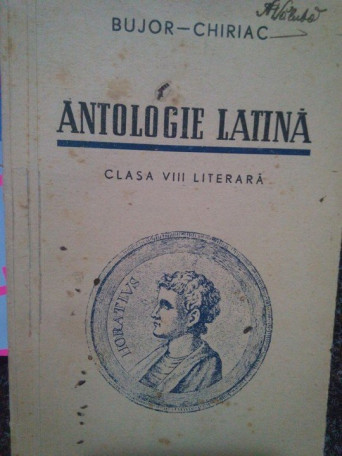 BUJOR-CHIRIAC
ANTOLOGIE LATINĂ
CLASA VIII LITERARĂ
HORATIVS